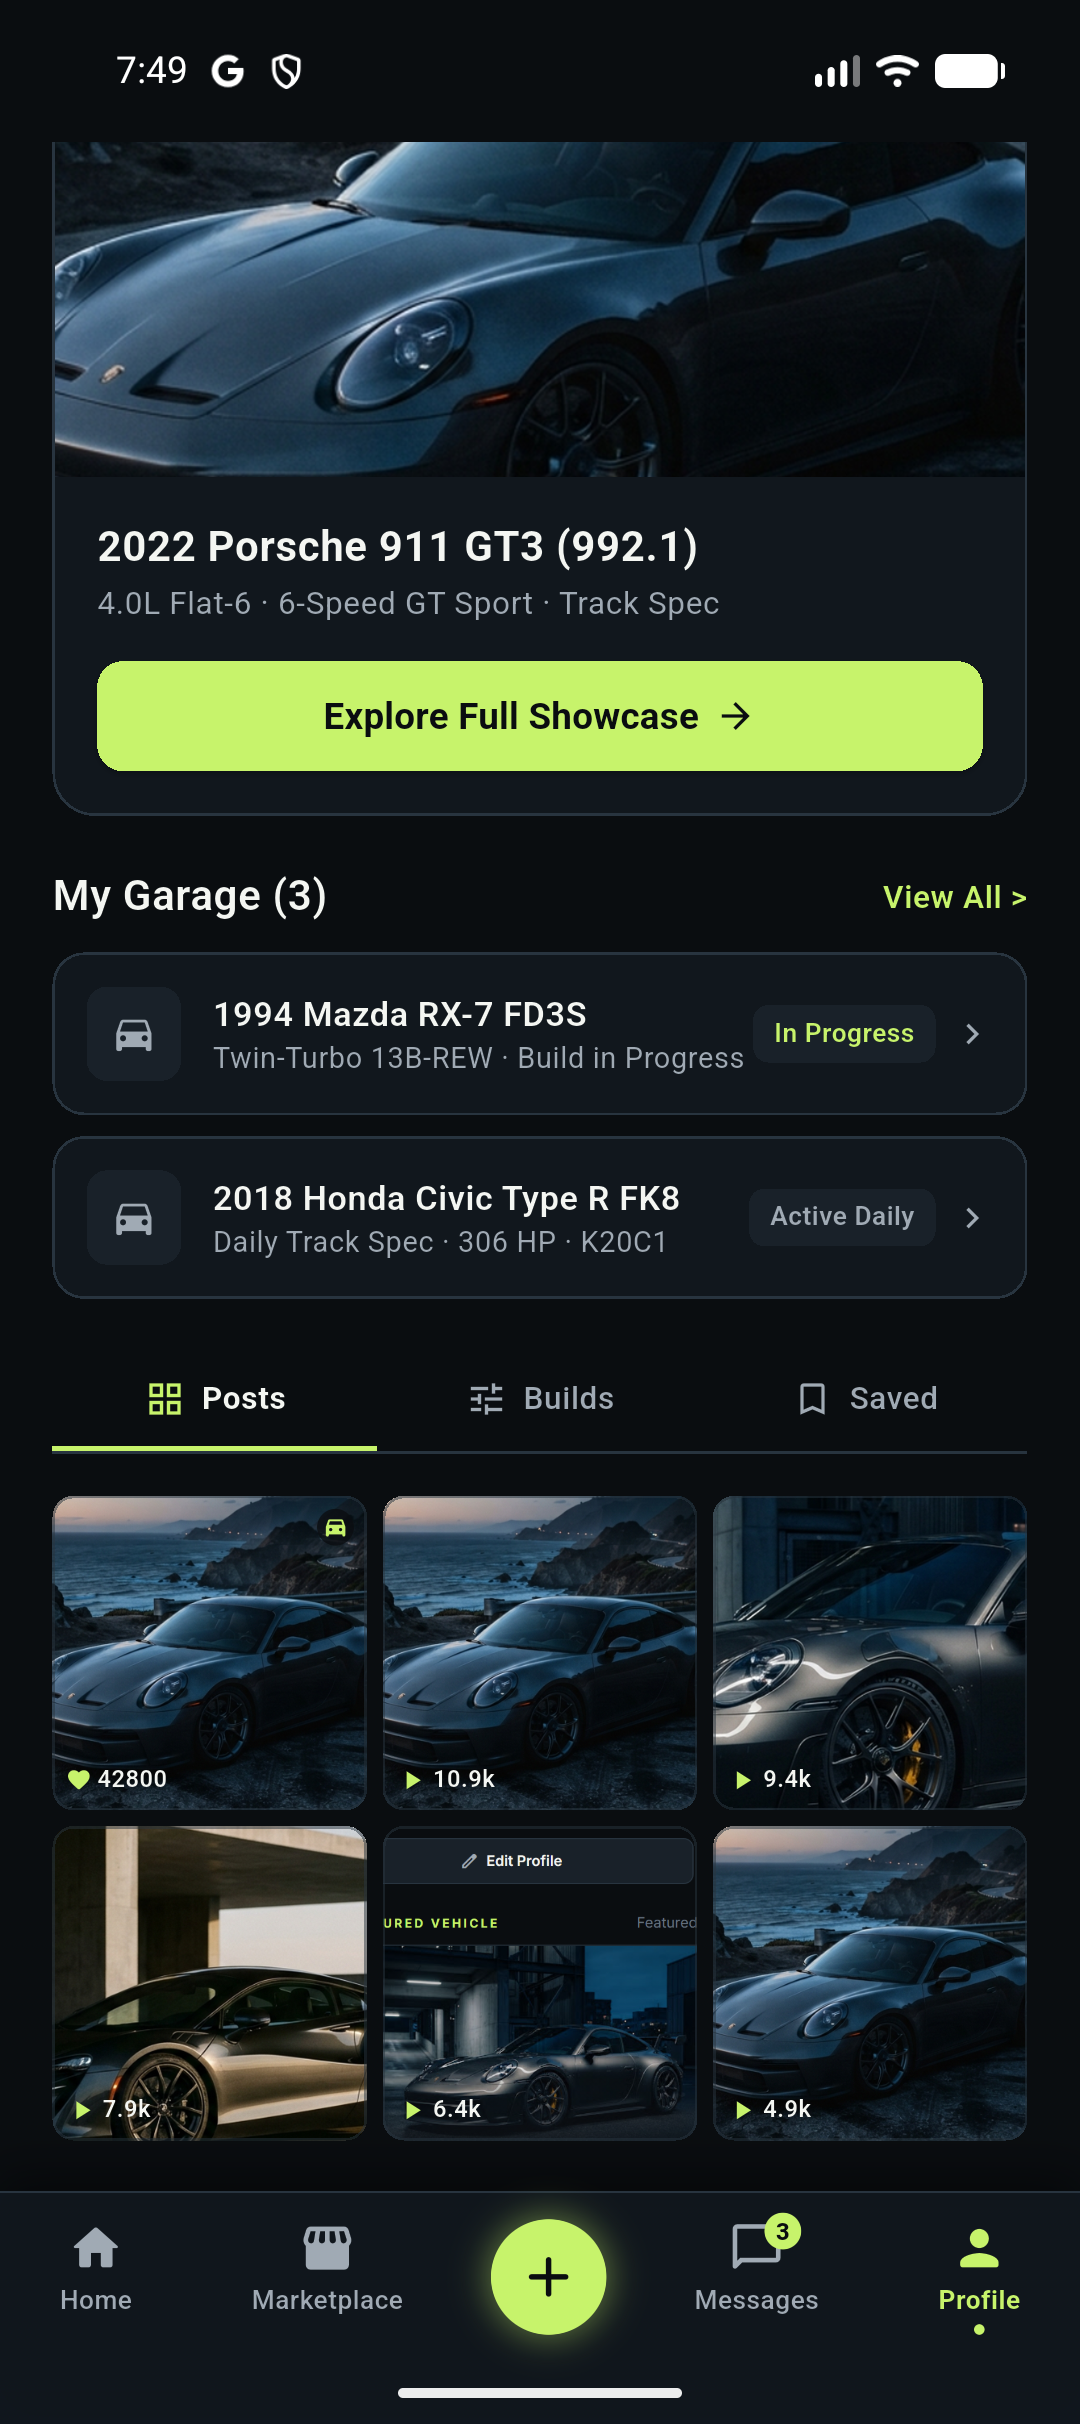 7:49
2022 Porsche 911 GT3 (992.1)
4.0L Flat-6 · 6-Speed GT Sport · Track Spec
Explore Full Showcase →
My Garage (3)
View All >
1994 Mazda RX-7 FD3S
Twin-Turbo 13B-REW · Build in Progress
In Progress
2018 Honda Civic Type R FK8
Daily Track Spec · 306 HP · K20C1
Active Daily
Posts
Builds
Saved
42800
10.9k
9.4k
7.9k
Edit Profile
URED VEHICLE
Featured
6.4k
4.9k
Home
Marketplace
3
Messages
Profile